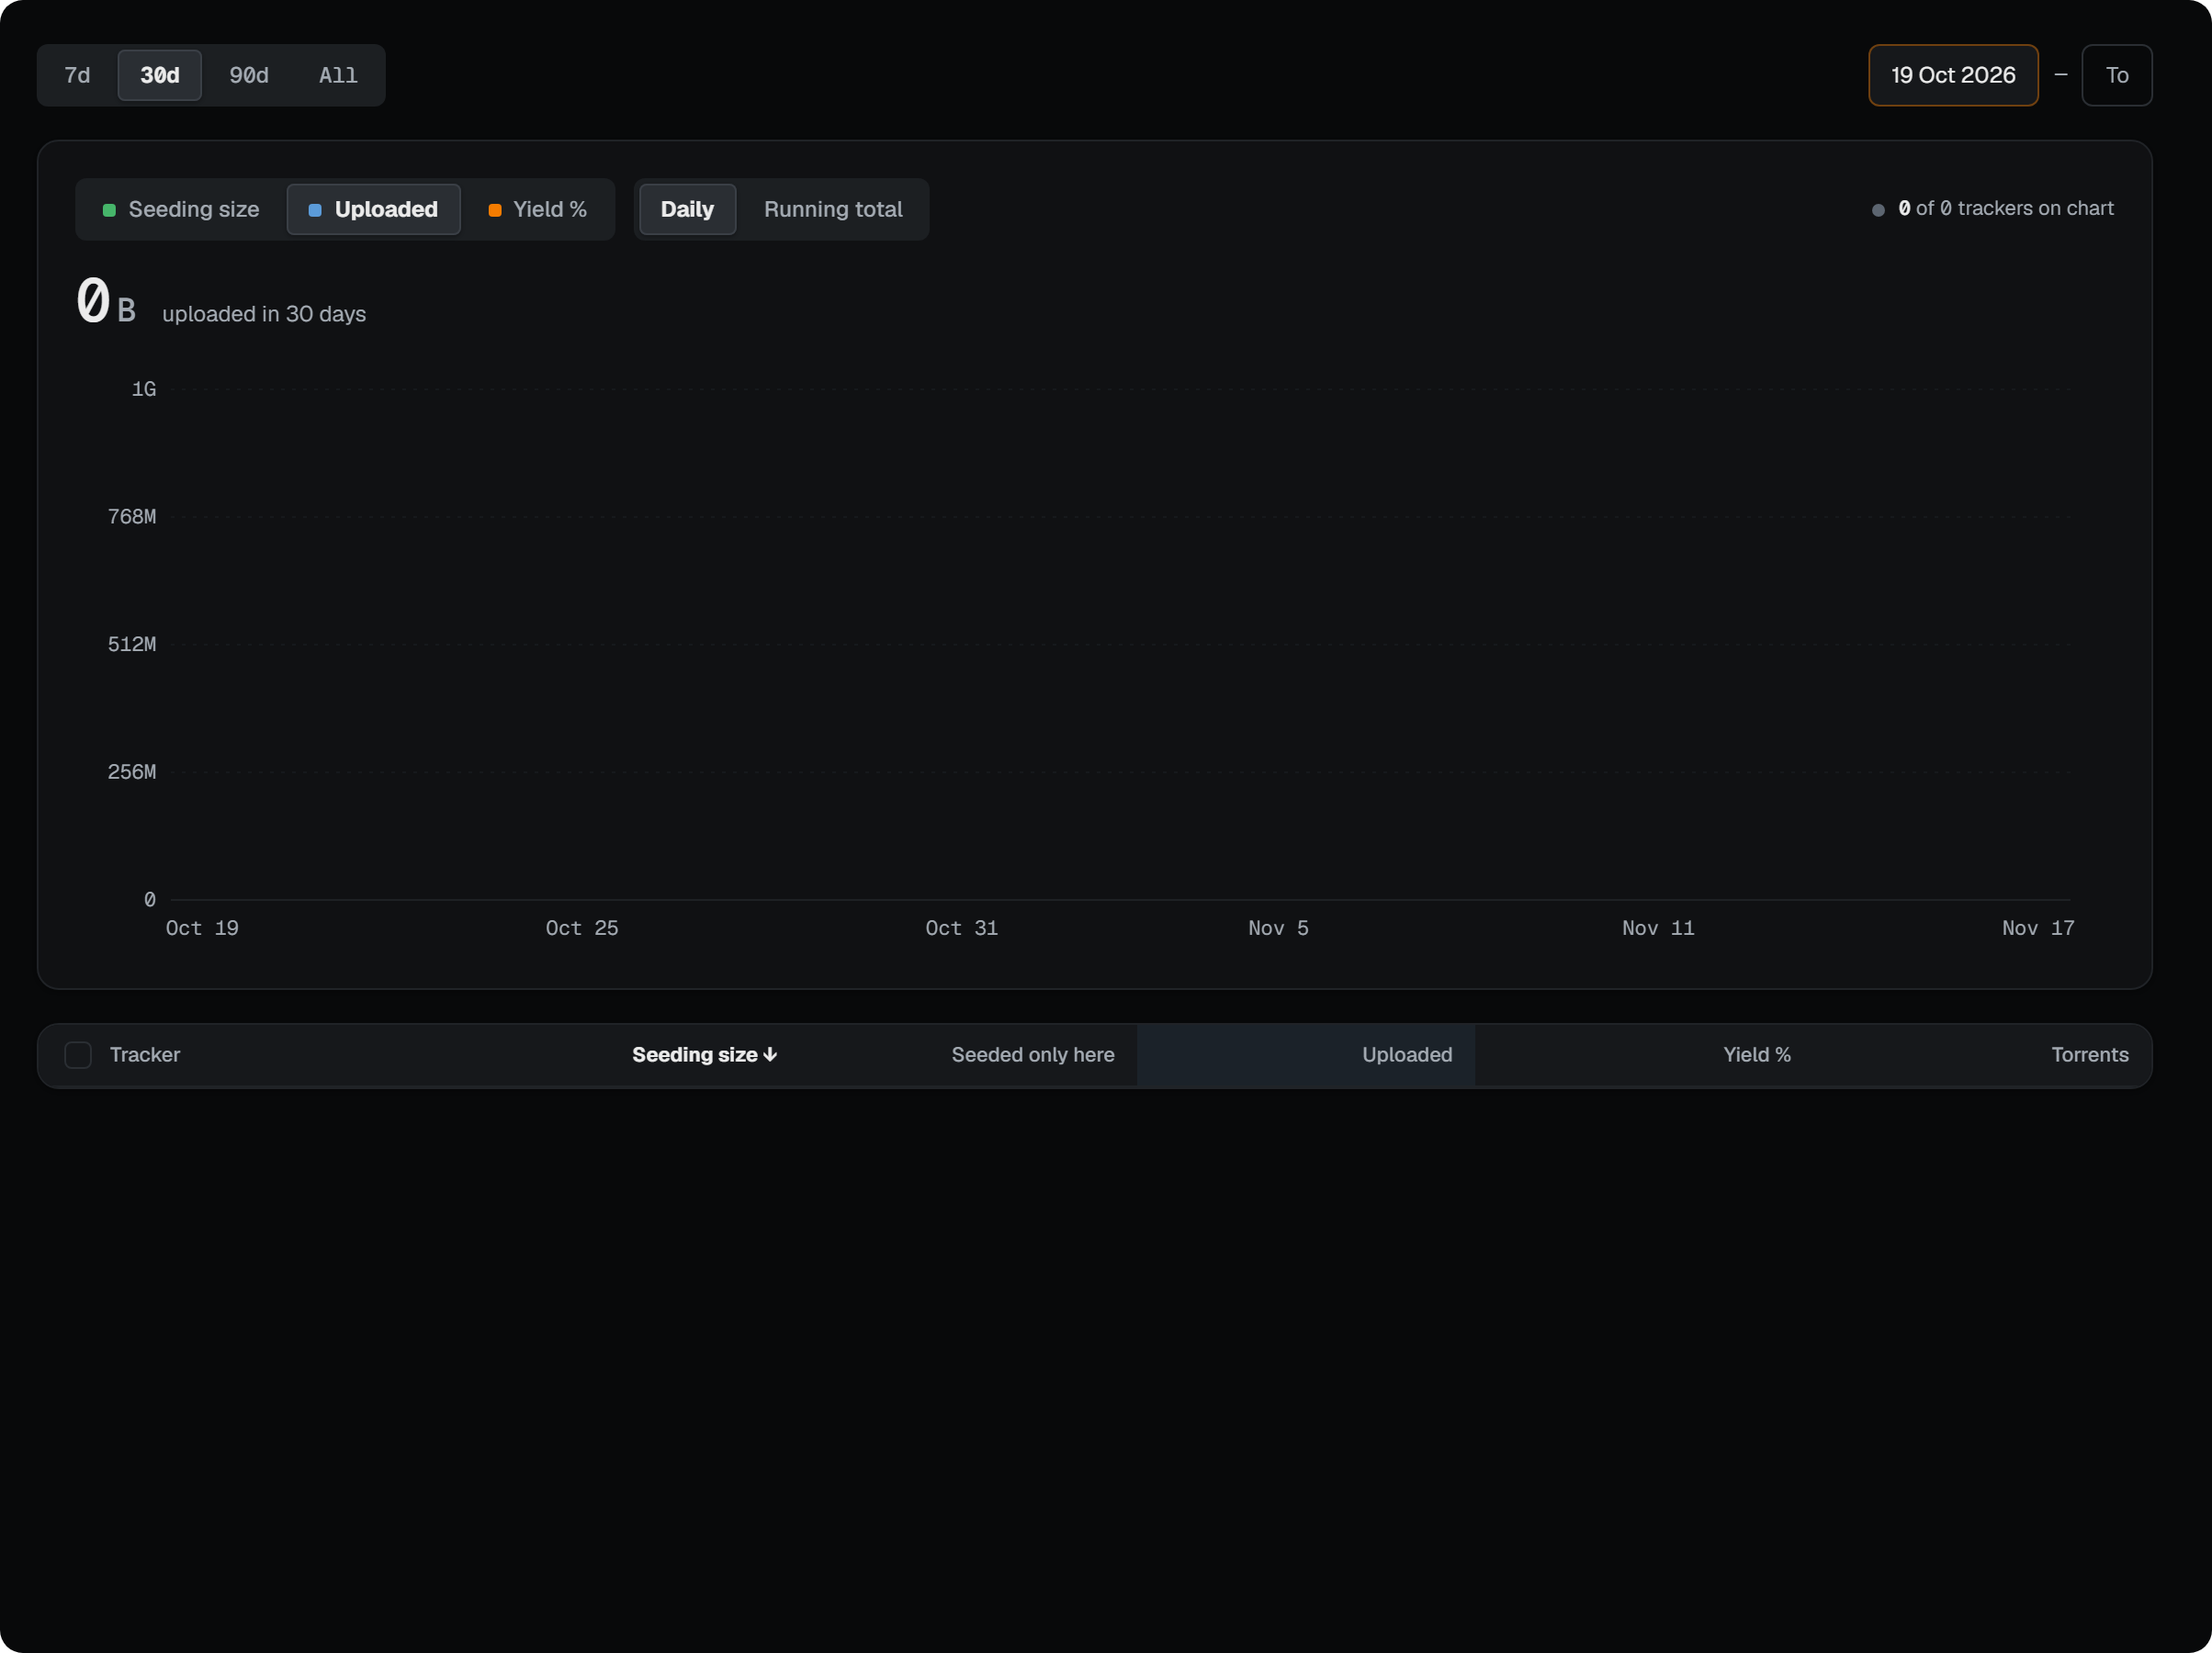 7d 30d 90d All 19 Oct 2026 – To
Seeding size Uploaded Yield % Daily Running total 0 of 0 trackers on chart
0 B uploaded in 30 days
1G
768M
512M
256M
0
Oct 19 Oct 25 Oct 31 Nov 5 Nov 11 Nov 17
Tracker Seeding size ↓ Seeded only here Uploaded Yield % Torrents